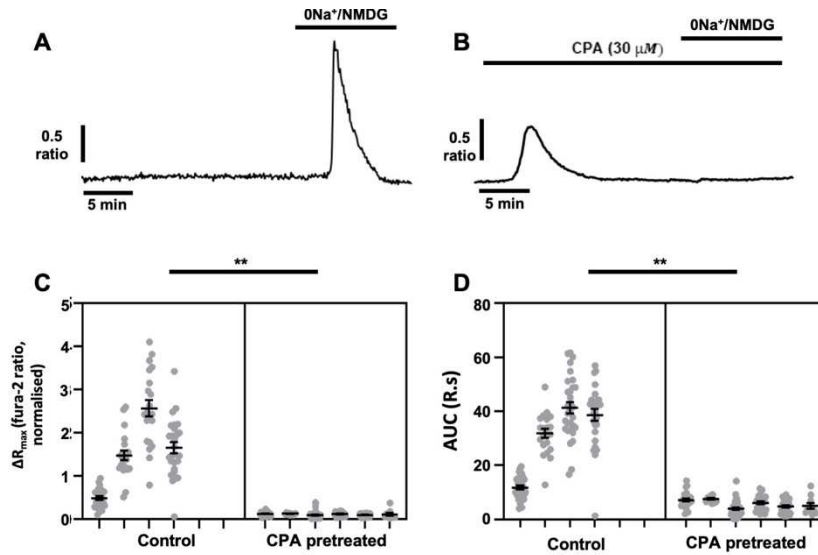 A
0Na⁺/NMDG
0.5
ratio
5 min
B
0Na⁺/NMDG
CPA (30 μM)
0.5
ratio
5 min
C
**
ΔRmax (fura-2 ratio,
normalised)
5
4
3
2
1
0
Control
CPA pretreated
D
**
AUC (R.s)
80
60
40
20
0
Control
CPA pretreated